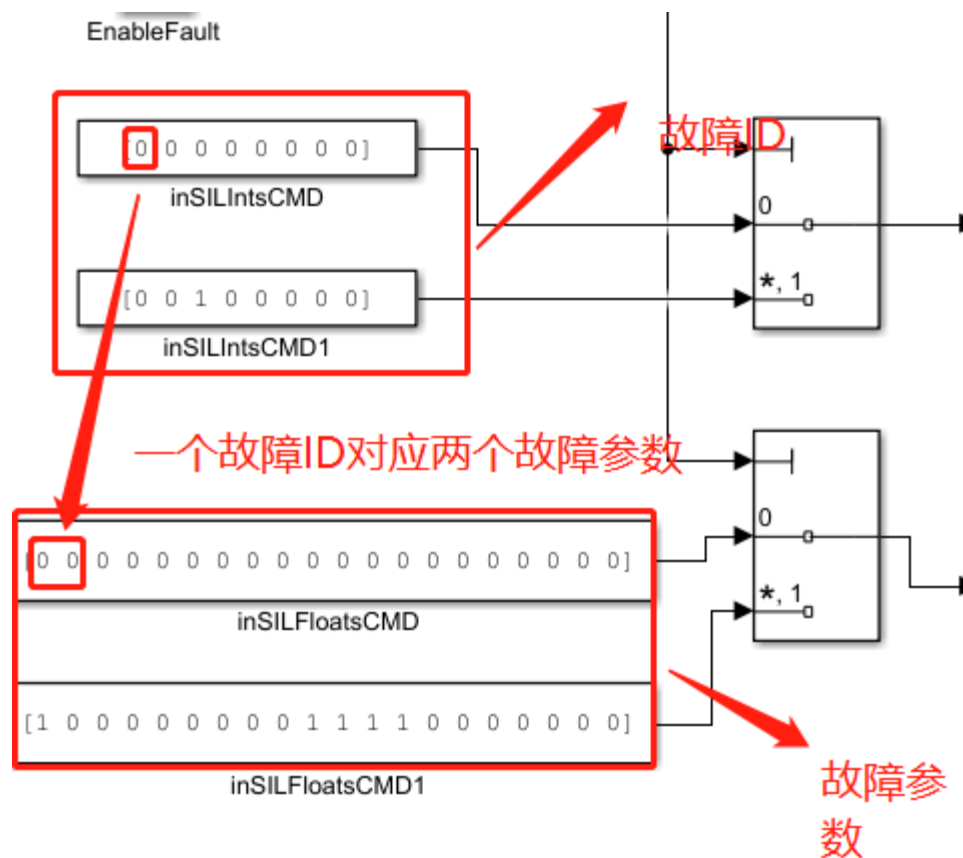 EnableFault
[0 0 0 0 0 0 0 0]
故障ID
inSILIntsCMD
0
[0 0 1 0 0 0 0 0]
*, 1
inSILIntsCMD1
一个故障ID对应两个故障参数
0
[0 0 0 0 0 0 0 0 0 0 0 0 0 0 0 0 0 0 0 0]
*, 1
inSILFloatsCMD
[1 0 0 0 0 0 0 0 0 1 1 1 1 0 0 0 0 0 0 0]
inSILFloatsCMD1
故障参
数